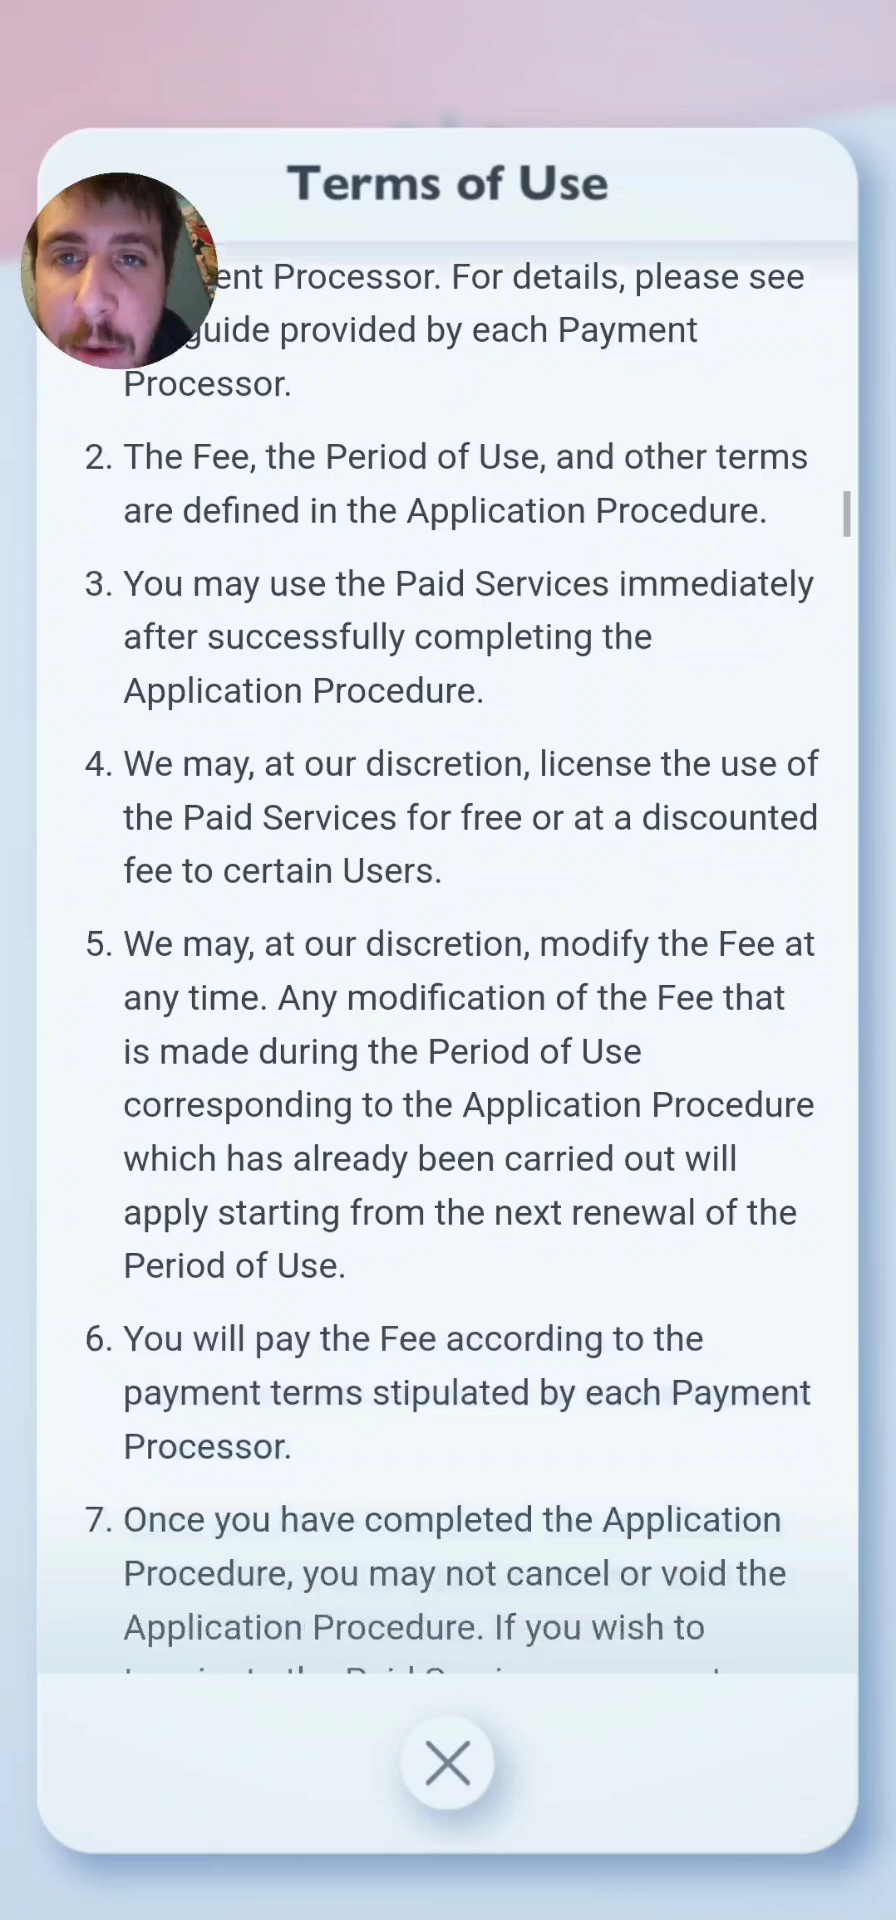 Terms of Use
ent Processor. For details, please see
guide provided by each Payment
Processor.
2. The Fee, the Period of Use, and other terms
are defined in the Application Procedure.
3. You may use the Paid Services immediately
after successfully completing the
Application Procedure.
4. We may, at our discretion, license the use of
the Paid Services for free or at a discounted
fee to certain Users.
5. We may, at our discretion, modify the Fee at
any time. Any modification of the Fee that
is made during the Period of Use
corresponding to the Application Procedure
which has already been carried out will
apply starting from the next renewal of the
Period of Use.
6. You will pay the Fee according to the
payment terms stipulated by each Payment
Processor.
7. Once you have completed the Application
Procedure, you may not cancel or void the
Application Procedure. If you wish to